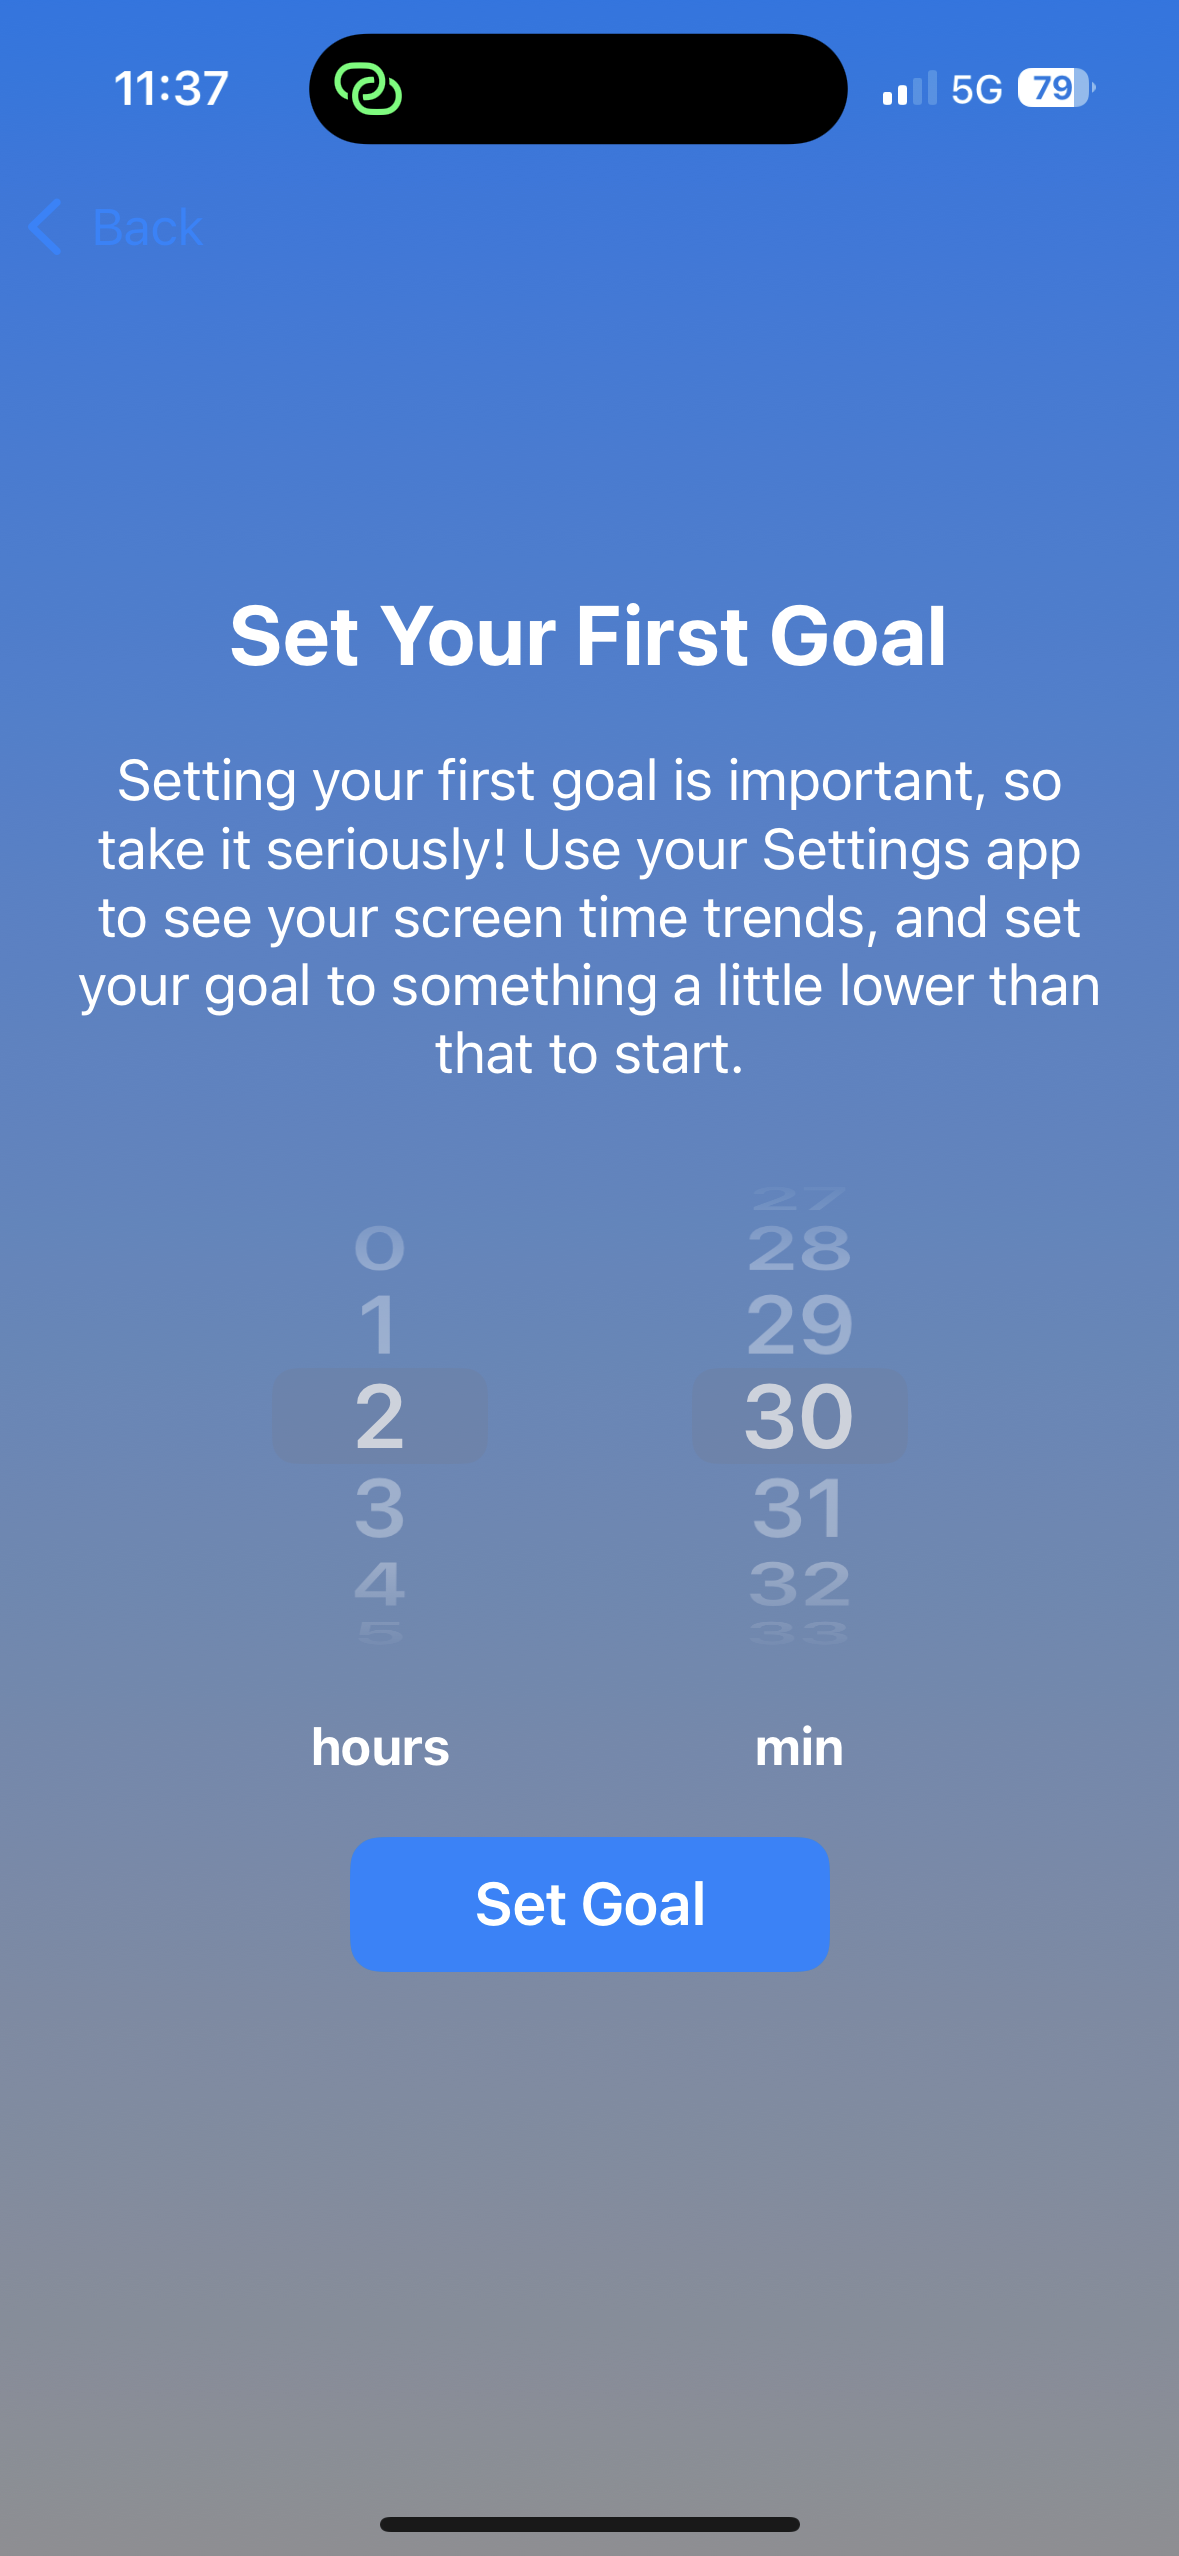 11:37
5G
79
Back
Set Your First Goal
Setting your first goal is important, so
take it seriously! Use your Settings app
to see your screen time trends, and set
your goal to something a little lower than
that to start.
27
0 28
1 29
2 30
3 31
4 32
5 33
hours min
Set Goal